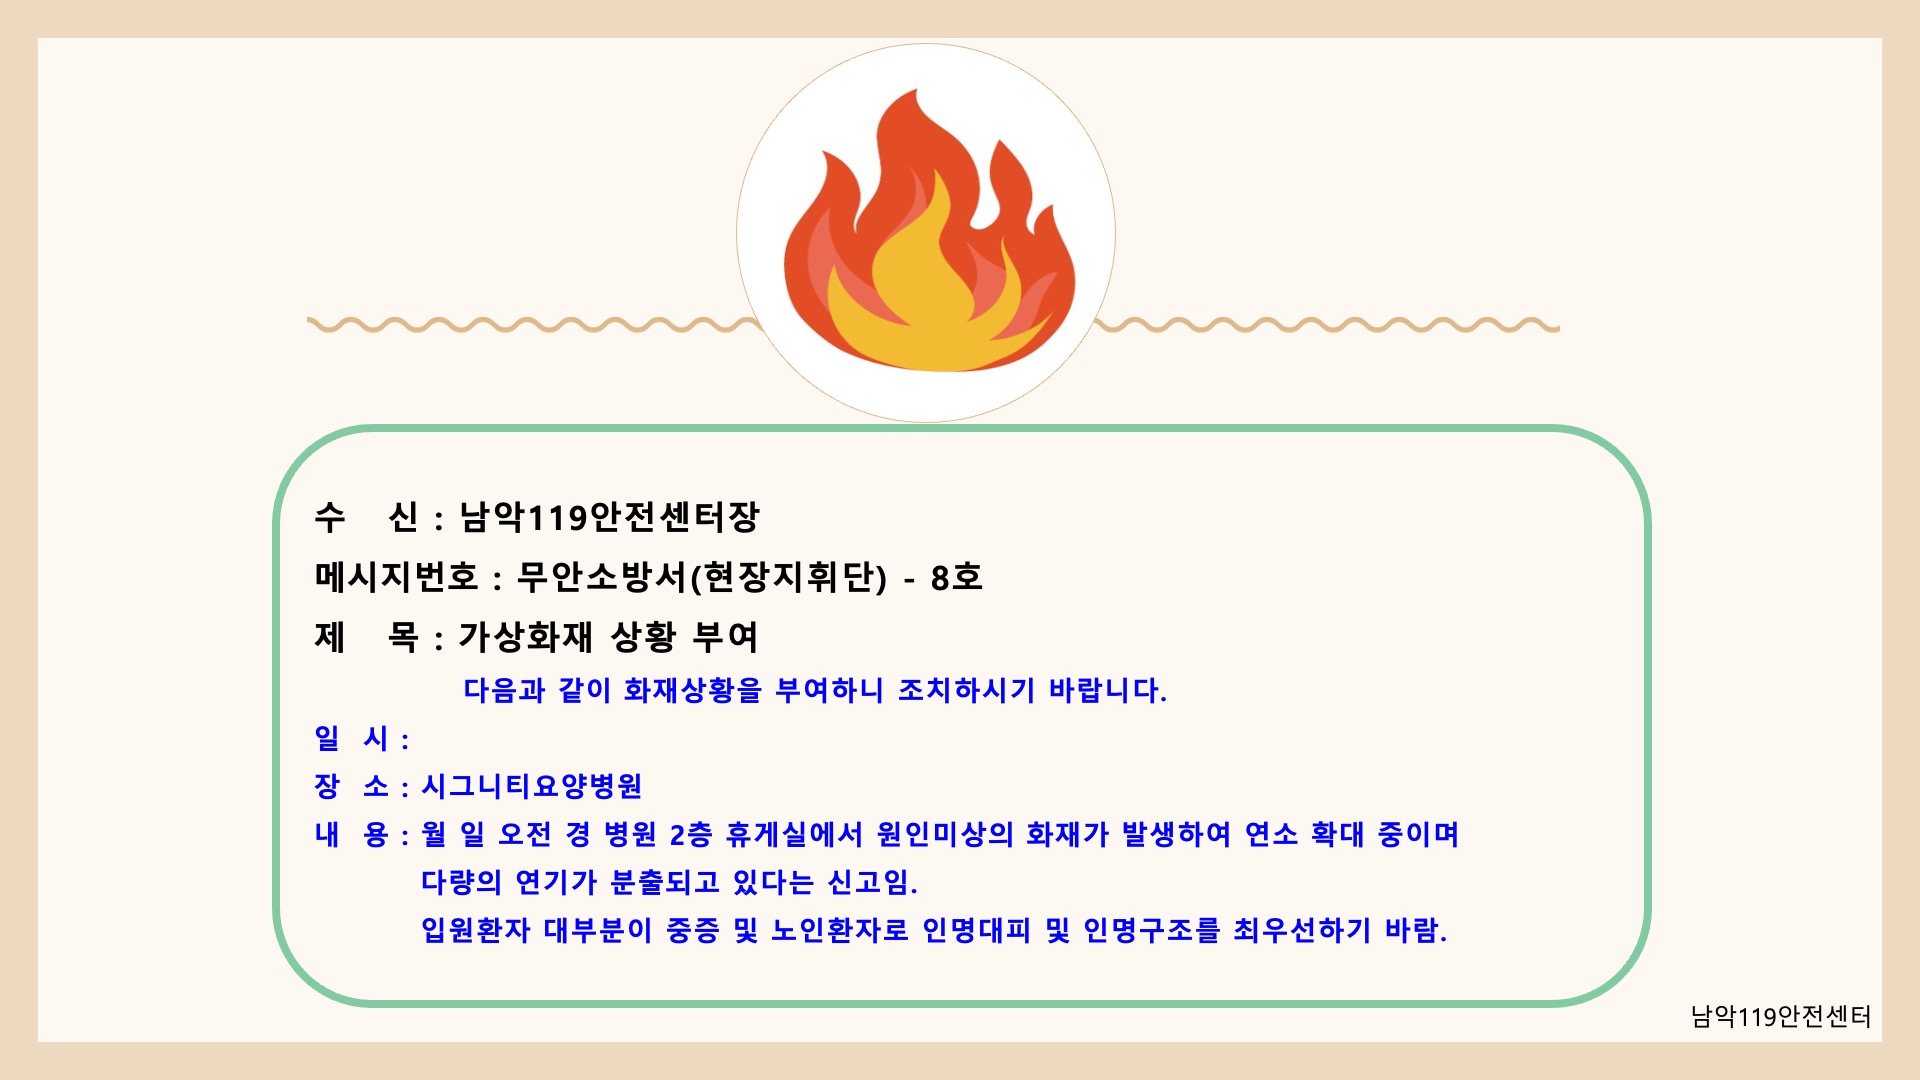 수 신 : 남악119안전센터장
메시지번호 : 무안소방서(현장지휘단) - 8호
제 목 : 가상화재 상황 부여
다음과 같이 화재상황을 부여하니 조치하시기 바랍니다.
일 시 :
장 소 : 시그니티요양병원
내 용 : 월 일 오전 경 병원 2층 휴게실에서 원인미상의 화재가 발생하여 연소 확대 중이며
다량의 연기가 분출되고 있다는 신고임.
입원환자 대부분이 중증 및 노인환자로 인명대피 및 인명구조를 최우선하기 바람.
남악119안전센터